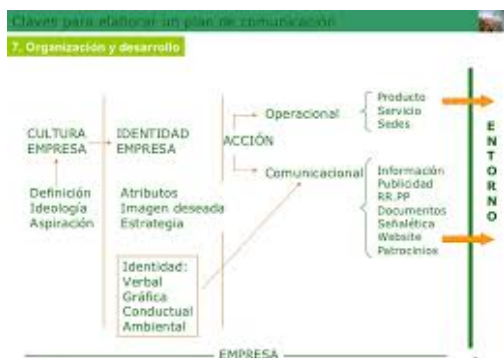 Claves para elaborar un plan de comunicación
7. Organización y desarrollo
CULTURA
EMPRESA
Definición
Ideología
Aspiración
IDENTIDAD
EMPRESA
Atributos
Imagen deseada
Estrategia
Identidad:
Verbal
Gráfica
Conductual
Ambiental
ACCIÓN
Operacional
Producto
Servicio
Sedes
Comunicacional
Información
Publicidad
RR.PP
Documentos
Señalética
Website
Patrocinios
ENTORNO
EMPRESA